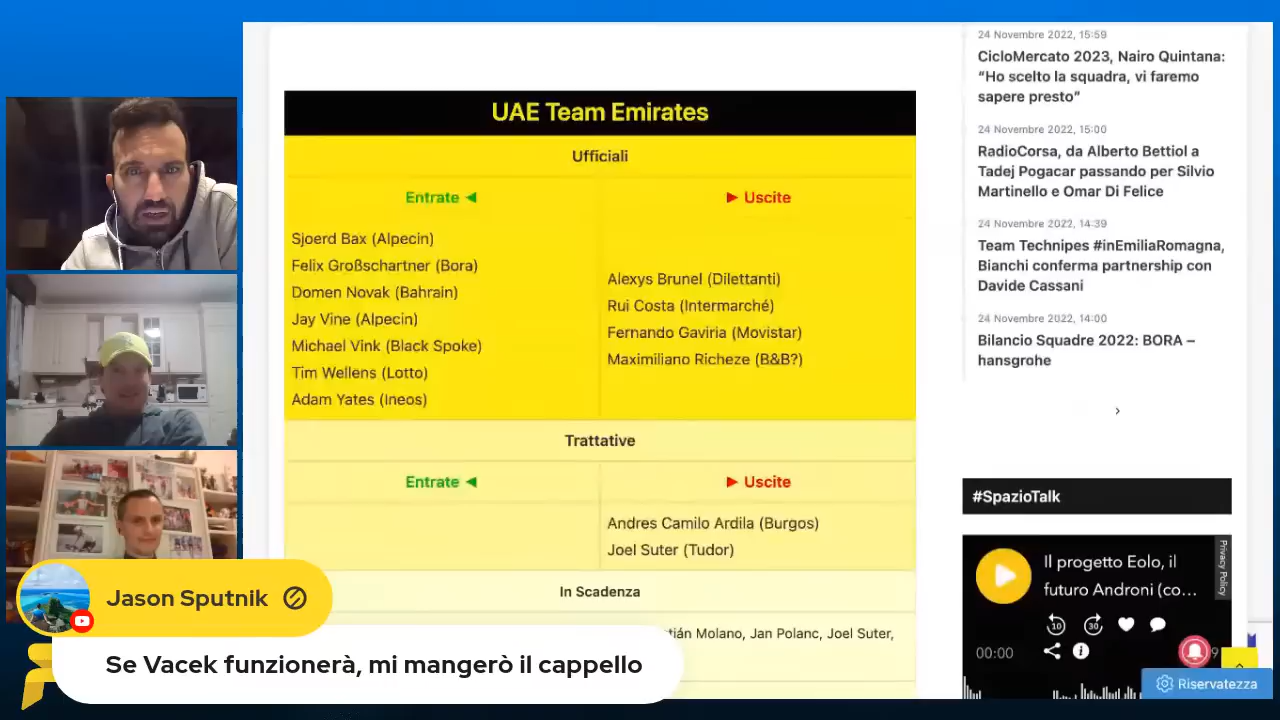 UAE Team Emirates
Ufficiali
Entrate ◄
► Uscite
Sjoerd Bax (Alpecin)
Felix Großschartner (Bora)
Domen Novak (Bahrain)
Jay Vine (Alpecin)
Michael Vink (Black Spoke)
Tim Wellens (Lotto)
Adam Yates (Ineos)
Alexys Brunel (Dilettanti)
Rui Costa (Intermarché)
Fernando Gaviria (Movistar)
Maximiliano Richeze (B&B?)
Trattative
Entrate ◄
► Uscite
Andres Camilo Ardila (Burgos)
Joel Suter (Tudor)
In Scadenza
Molano, Jan Polanc, Joel Suter,
24 Novembre 2022, 15:59
CicloMercato 2023, Nairo Quintana:
“Ho scelto la squadra, vi faremo
sapere presto”
24 Novembre 2022, 15:00
RadioCorsa, da Alberto Bettiol a
Tadej Pogacar passando per Silvio
Martinello e Omar Di Felice
24 Novembre 2022, 14:39
Team Technipes #inEmiliaRomagna,
Bianchi conferma partnership con
Davide Cassani
24 Novembre 2022, 14:00
Bilancio Squadre 2022: BORA –
hansgrohe
#SpazioTalk
Il progetto Eolo, il
futuro Androni (co...
Privacy Policy
10
30
00:00
Riservatezza
Jason Sputnik
Se Vacek funzionerà, mi mangerò il cappello